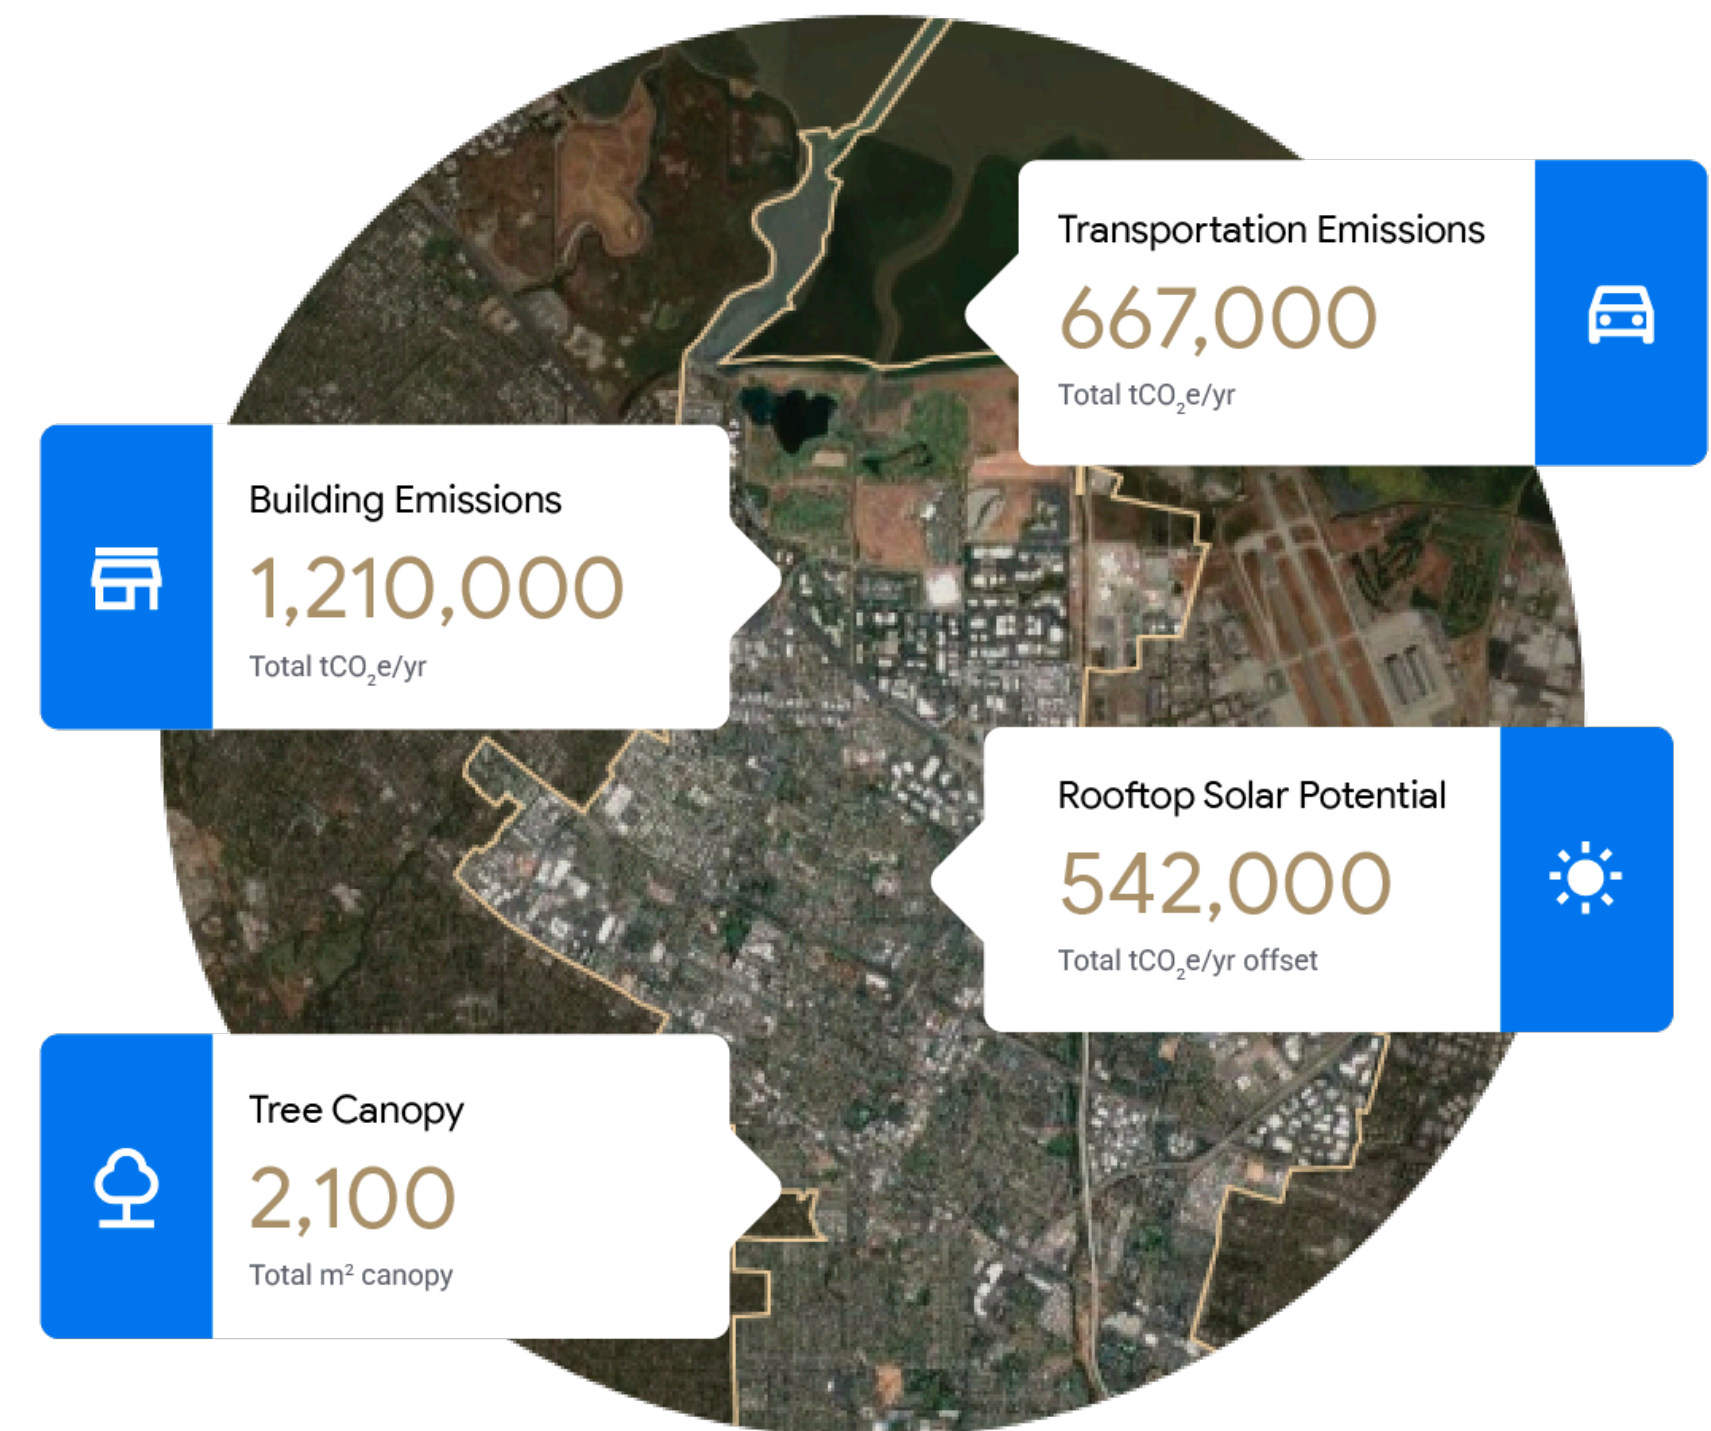 Transportation Emissions
667,000
Total tCO₂e/yr
Building Emissions
1,210,000
Total tCO₂e/yr
Rooftop Solar Potential
542,000
Total tCO₂e/yr offset
Tree Canopy
2,100
Total m² canopy